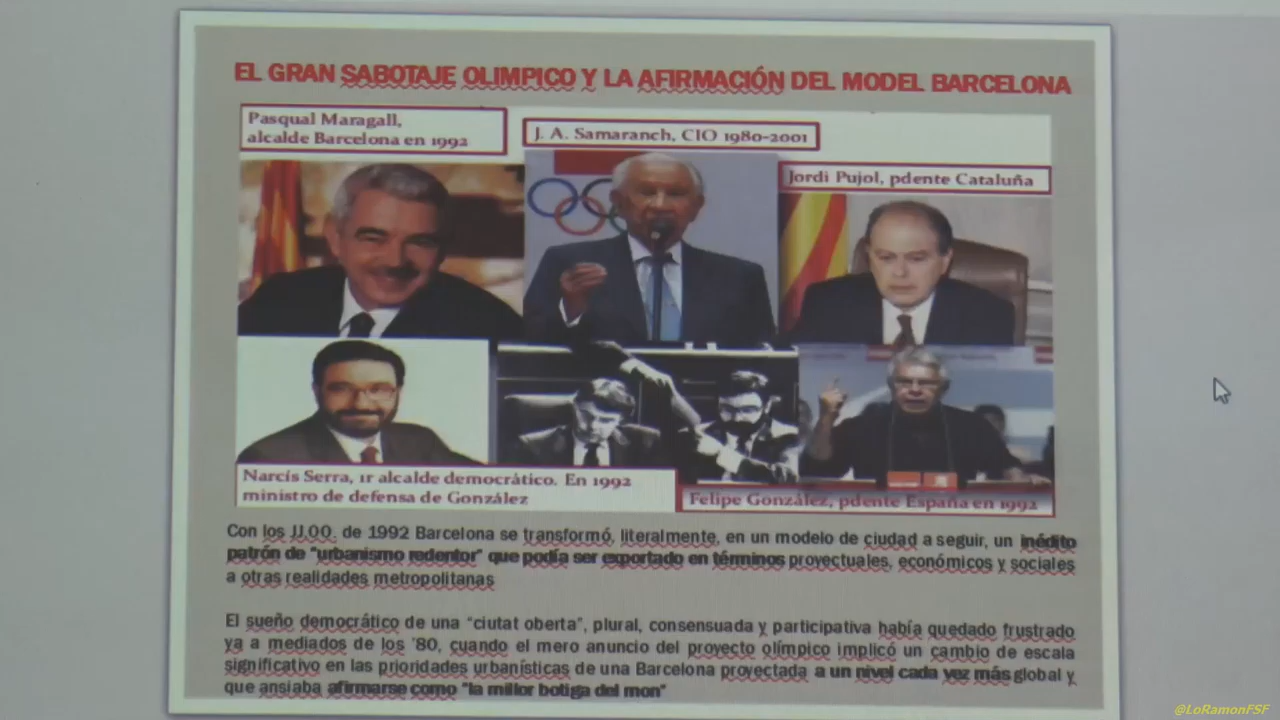 EL GRAN SABOTAJE OLIMPICO Y LA AFIRMACIÓN DEL MODEL BARCELONA
Pasqual Maragall,
alcalde Barcelona en 1992
J. A. Samaranch, CIO 1980-2001
Jordi Pujol, pdente Cataluña
Narcís Serra, 1r alcalde democrático. En 1992
ministro de defensa de González
Felipe González, pdente España en 1992
Con los JJ.OO. de 1992 Barcelona se transformó, literalmente, en un modelo de ciudad a seguir, un inédito
patrón de "urbanismo redentor" que podía ser exportado en términos proyectuales, económicos y sociales
a otras realidades metropolitanas
El sueño democrático de una "ciutat oberta", plural, consensuada y participativa había quedado frustrado
ya a mediados de los '80, cuando el mero anuncio del proyecto olímpico implicó un cambio de escala
significativo en las prioridades urbanísticas de una Barcelona proyectada a un nivel cada vez más global y
que ansiaba afirmarse como "la millor botiga del mon"
@LoRamonFSF